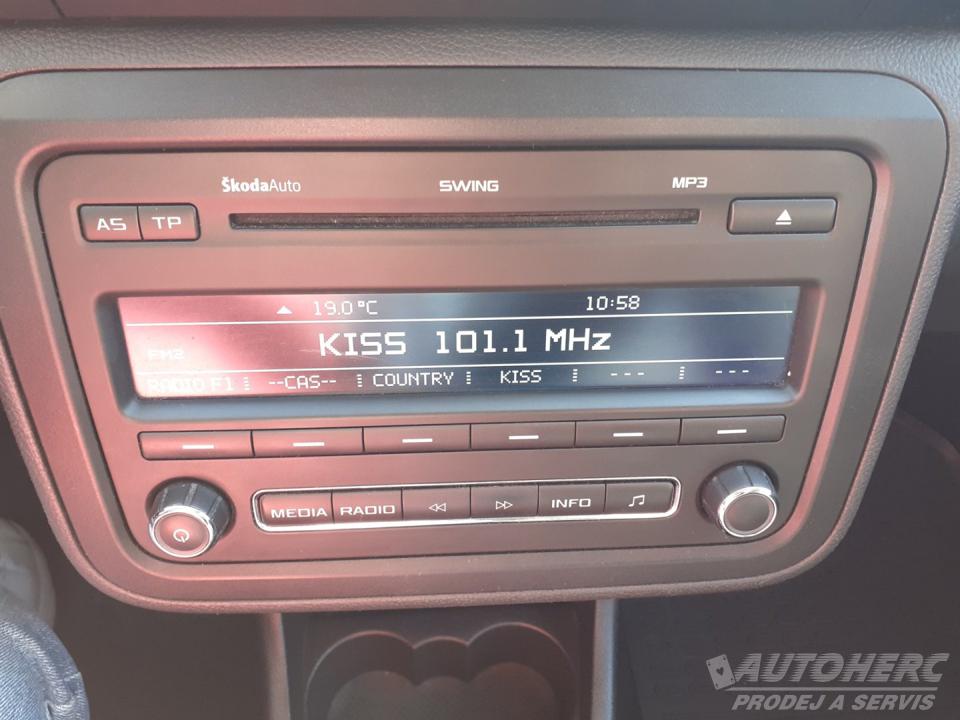 ŠkodaAuto SWING MP3
AS TP
19.0°C 10:58
KISS 101.1 MHz
FM2
RADIO F1 --CAS-- COUNTRY KISS --- ---
MEDIA RADIO INFO
AUTOHERC
PRODEJ A SERVIS